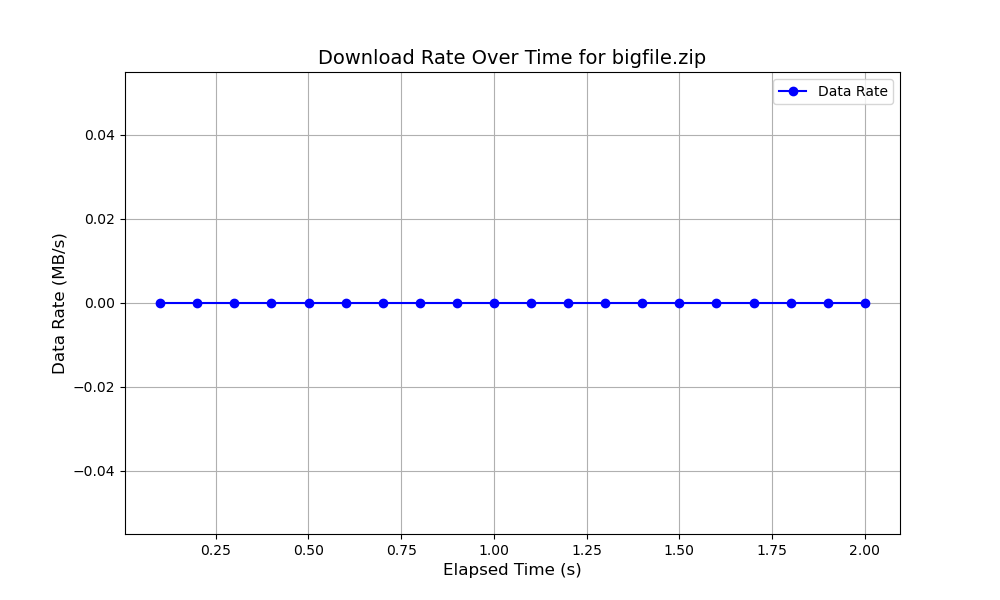 Download Rate Over Time for bigfile.zip
Data Rate
0.04
0.02
0.00
−0.02
−0.04
Data Rate (MB/s)
0.25 0.50 0.75 1.00 1.25 1.50 1.75 2.00
Elapsed Time (s)